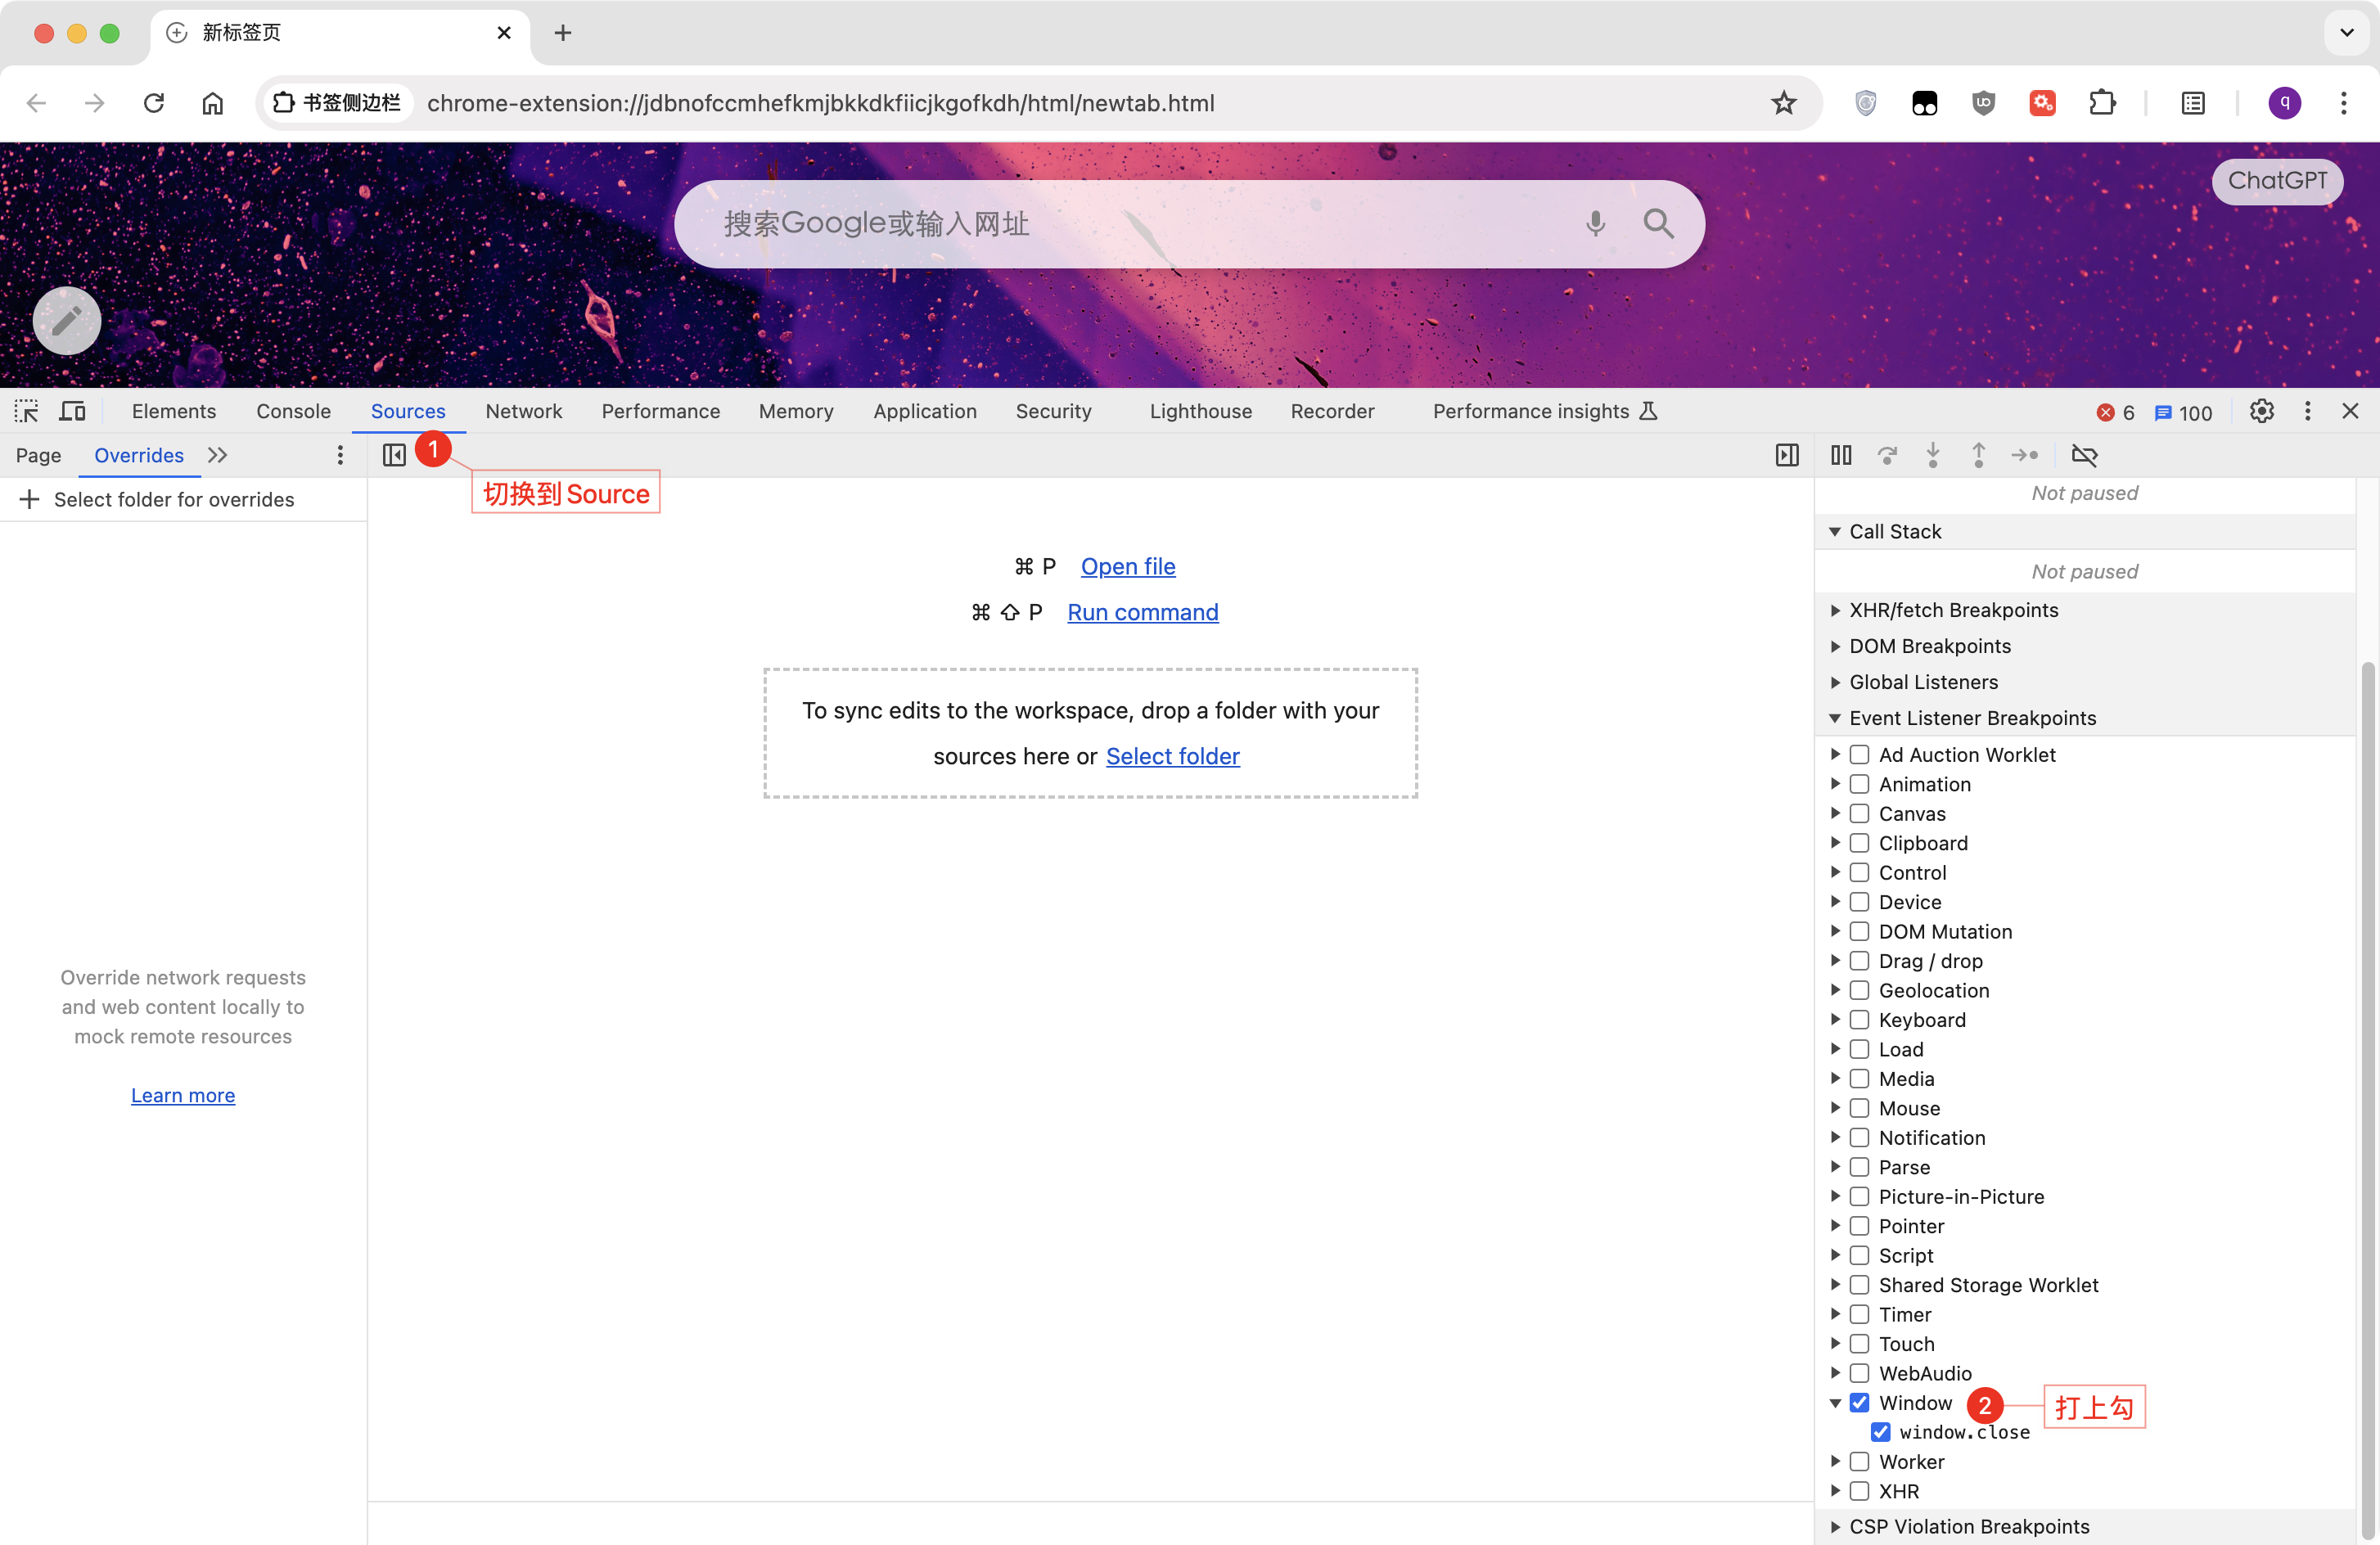 新标签页
书签侧边栏
chrome-extension://jdbnofccmhefkmjbkkdkfiicjkgofkdh/html/newtab.html
q
ChatGPT
搜索Google或输入网址
Elements Console Sources Network Performance Memory Application Security Lighthouse Recorder Performance insights 6 100
Page Overrides
1
切换到Source
Select folder for overrides
Override network requests
and web content locally to
mock remote resources
Learn more
⌘ P Open file
⌘ ⇧ P Run command
To sync edits to the workspace, drop a folder with your
sources here or Select folder
Not paused
Call Stack
Not paused
XHR/fetch Breakpoints
DOM Breakpoints
Global Listeners
Event Listener Breakpoints
Ad Auction Worklet
Animation
Canvas
Clipboard
Control
Device
DOM Mutation
Drag / drop
Geolocation
Keyboard
Load
Media
Mouse
Notification
Parse
Picture-in-Picture
Pointer
Script
Shared Storage Worklet
Timer
Touch
WebAudio
Window
2
打上勾
window.close
Worker
XHR
CSP Violation Breakpoints